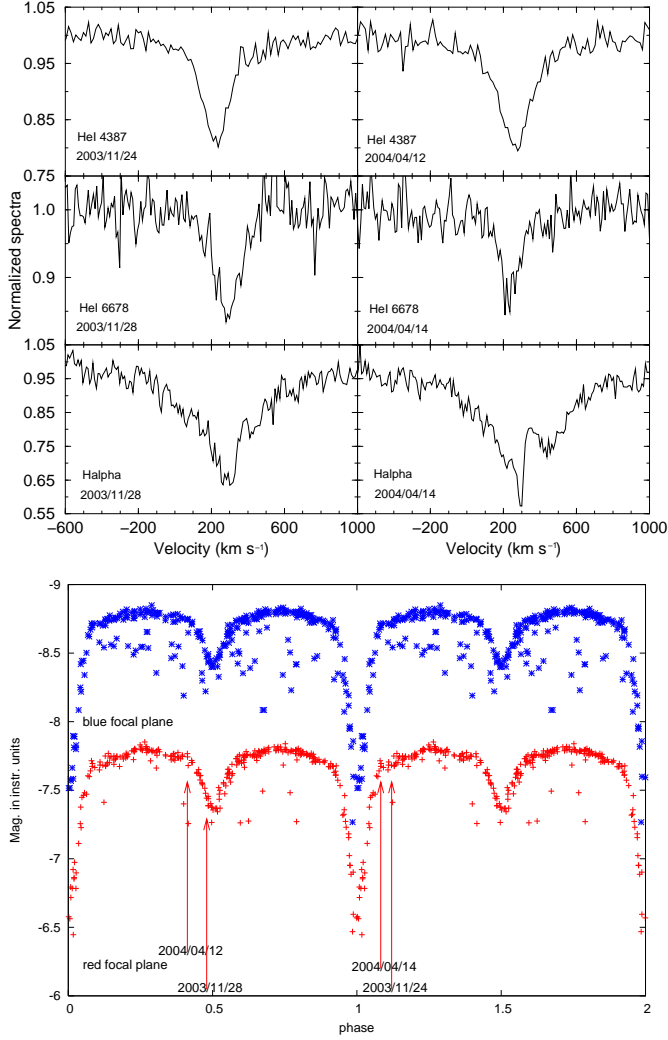 1.05
0.95
0.85
0.75
HeI 4387
2003/11/24
HeI 4387
2004/04/12
Normalized spectra
1.0
0.9
HeI 6678
2003/11/28
HeI 6678
2004/04/14
1.05
0.95
0.85
0.75
0.65
0.55
Halpha
2003/11/28
Halpha
2004/04/14
−600 −200 200 600 1000 −200 200 600 1000
Velocity (km s⁻¹) Velocity (km s⁻¹)
Mag. in instr. units
-9
-8.5
-8
-7.5
-7
-6.5
-6
blue focal plane
red focal plane
2004/04/12
2003/11/28
2004/04/14
2003/11/24
0 0.5 1 1.5 2
phase